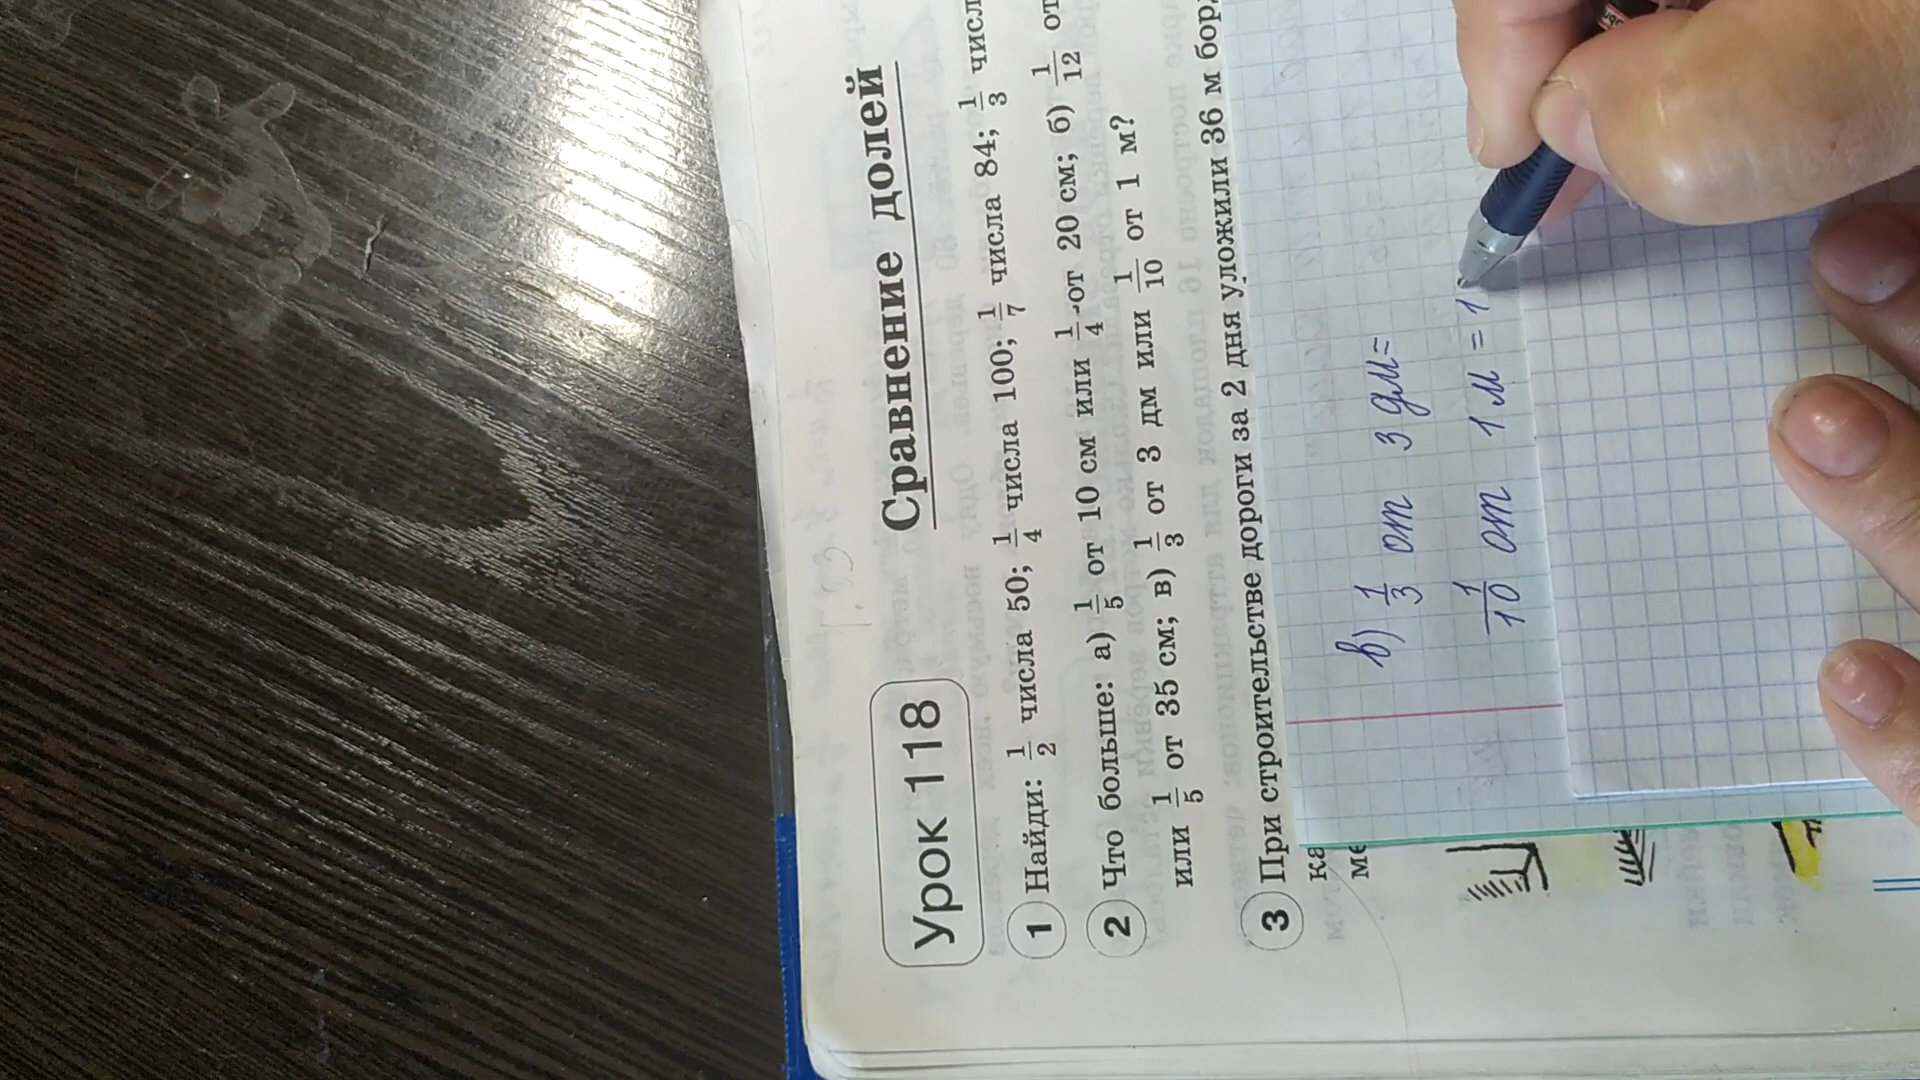 Урок 118
Сравнение долей
1 Найди: 1/2 числа 50; 1/4 числа 100; 1/7 числа 84; 1/3 числ
2 Что больше: а) 1/5 от 10 см или 1/4 от 20 см; б) 1/12 от
или 1/5 от 35 см; в) 1/3 от 3 дм или 1/10 от 1 м?
3 При строительстве дороги за 2 дня уложили 36 м борд
ка
ме
в) 1/3 от 3 дм=
1/10 от 1 м = 1